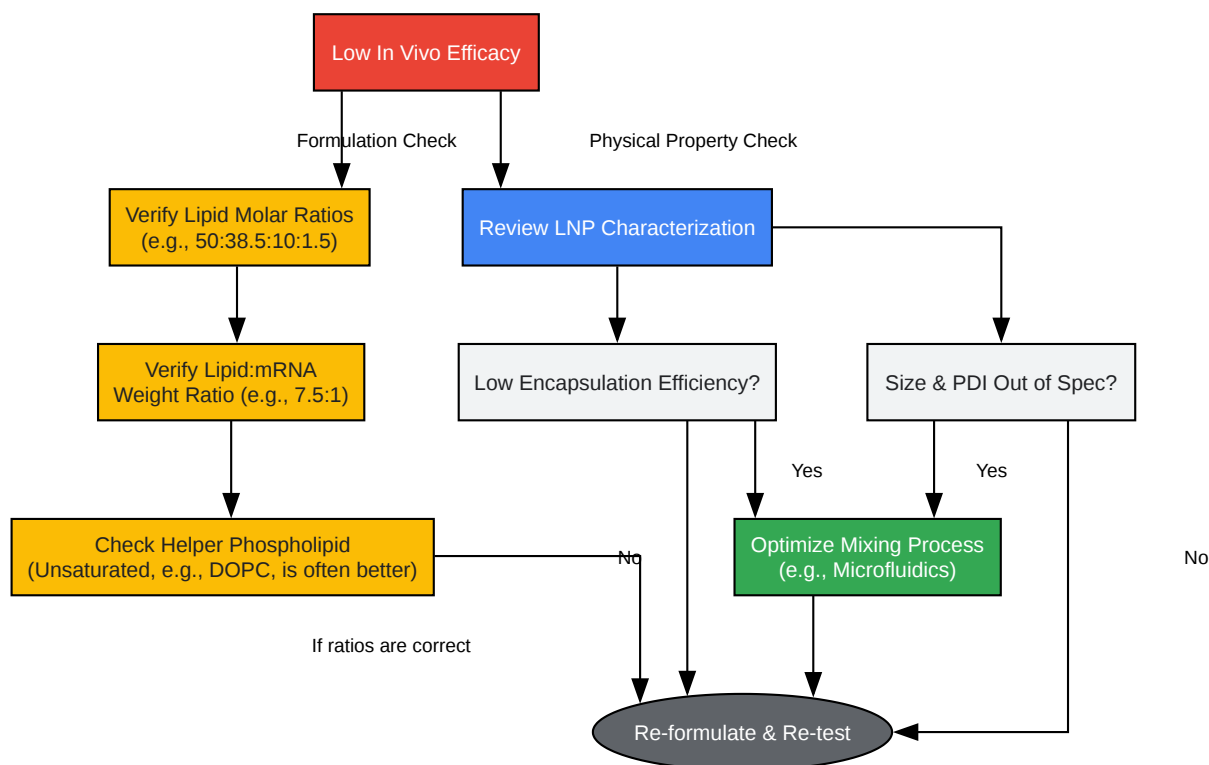 Low In Vivo Efficacy
Formulation Check
Physical Property Check
Verify Lipid Molar Ratios
(e.g., 50:38.5:10:1.5)
Review LNP Characterization
Verify Lipid:mRNA
Weight Ratio (e.g., 7.5:1)
Low Encapsulation Efficiency?
Size & PDI Out of Spec?
Yes
Yes
Check Helper Phospholipid
(Unsaturated, e.g., DOPC, is often better)
No
Optimize Mixing Process
(e.g., Microfluidics)
No
If ratios are correct
Re-formulate & Re-test